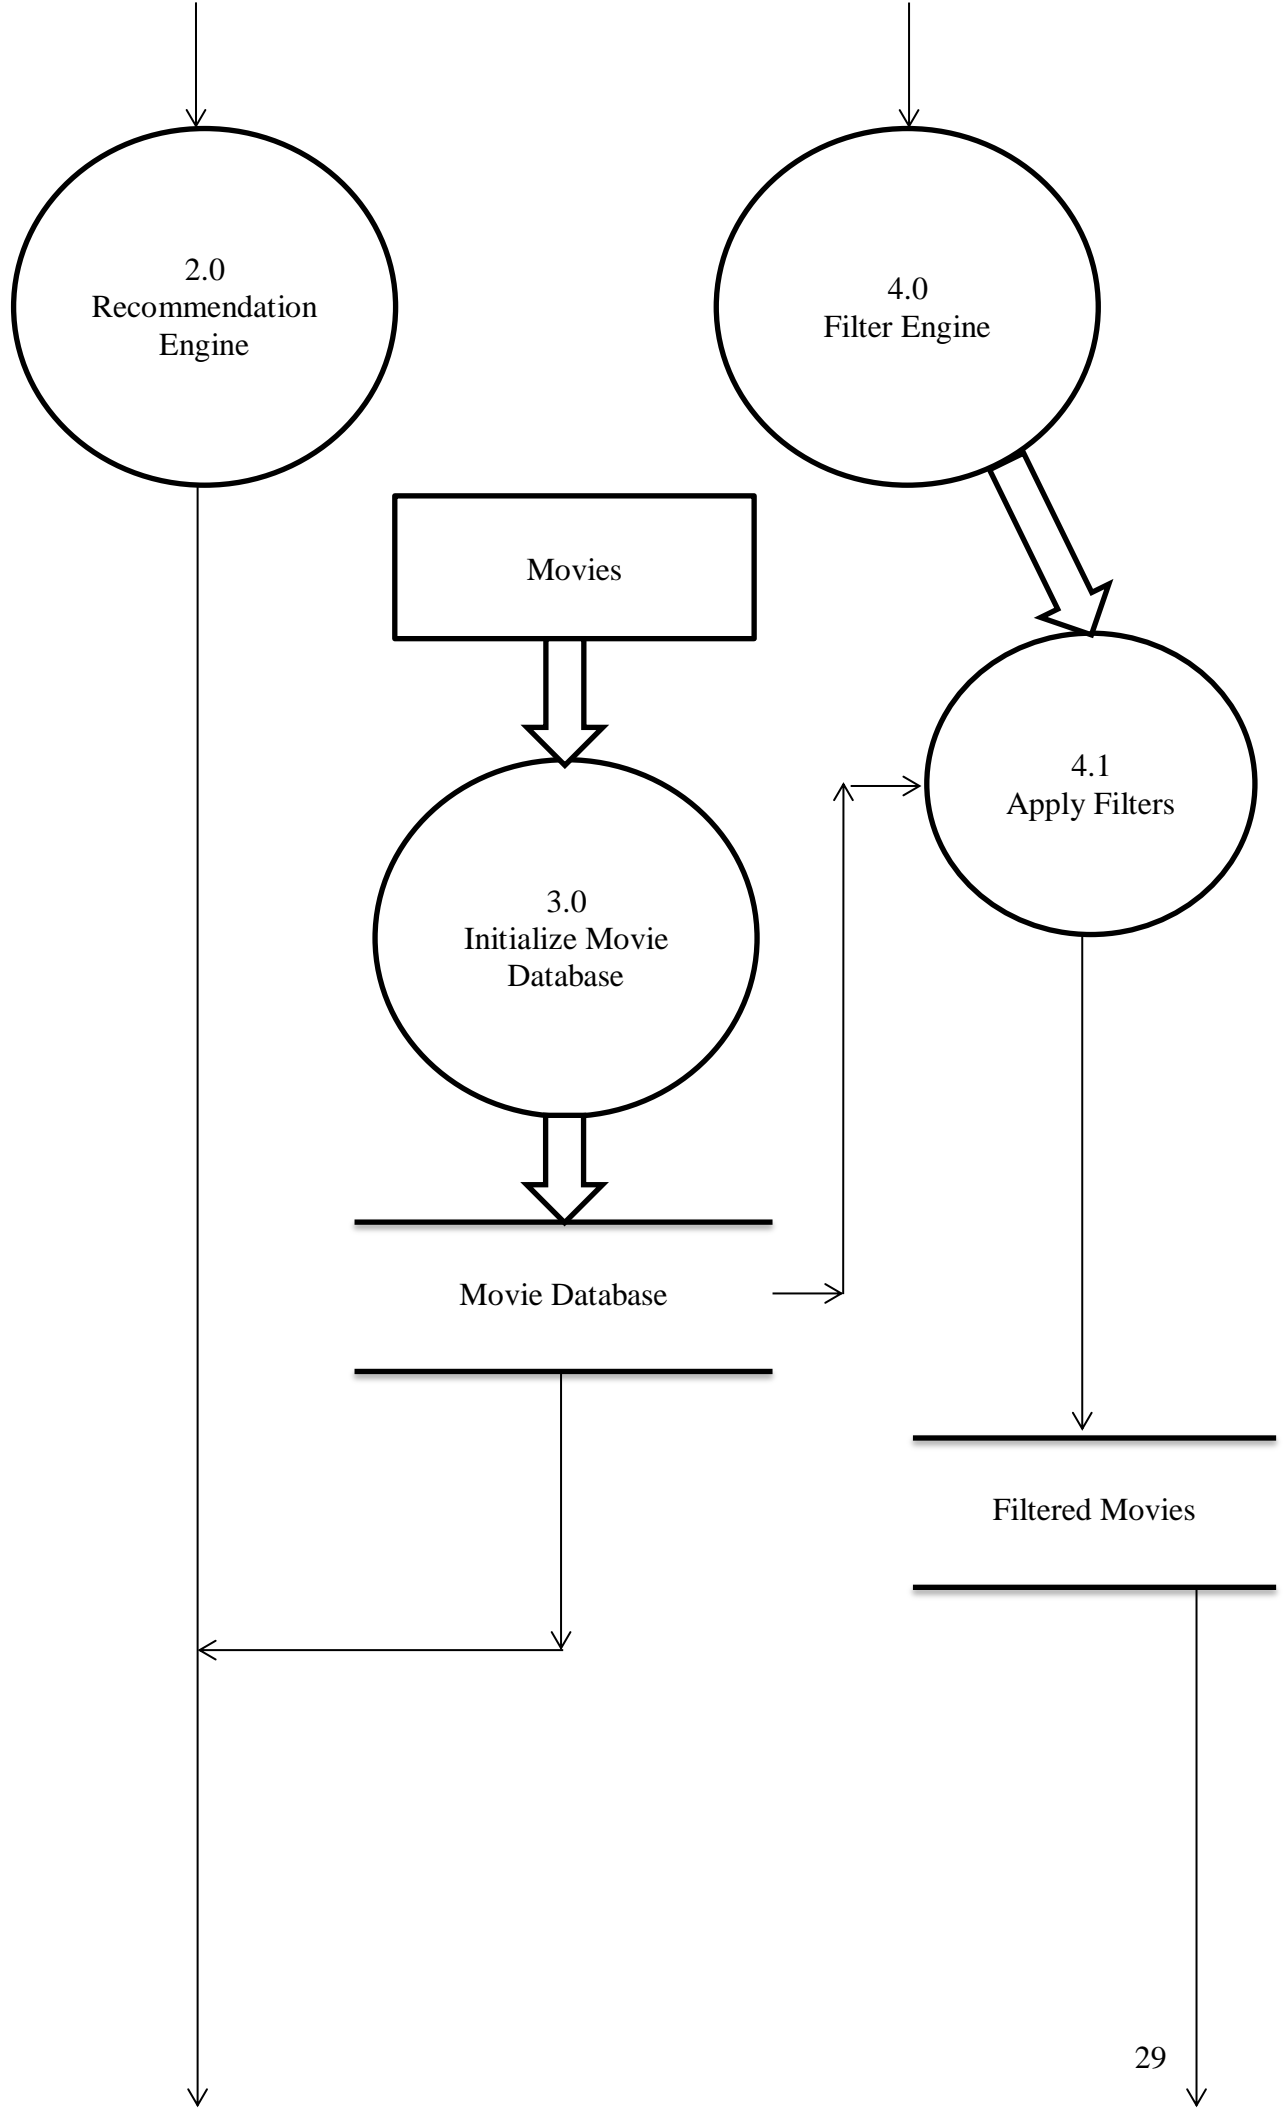 2.0
Recommendation
Engine
4.0
Filter Engine
Movies
4.1
Apply Filters
3.0
Initialize Movie
Database
Movie Database
Filtered Movies
29